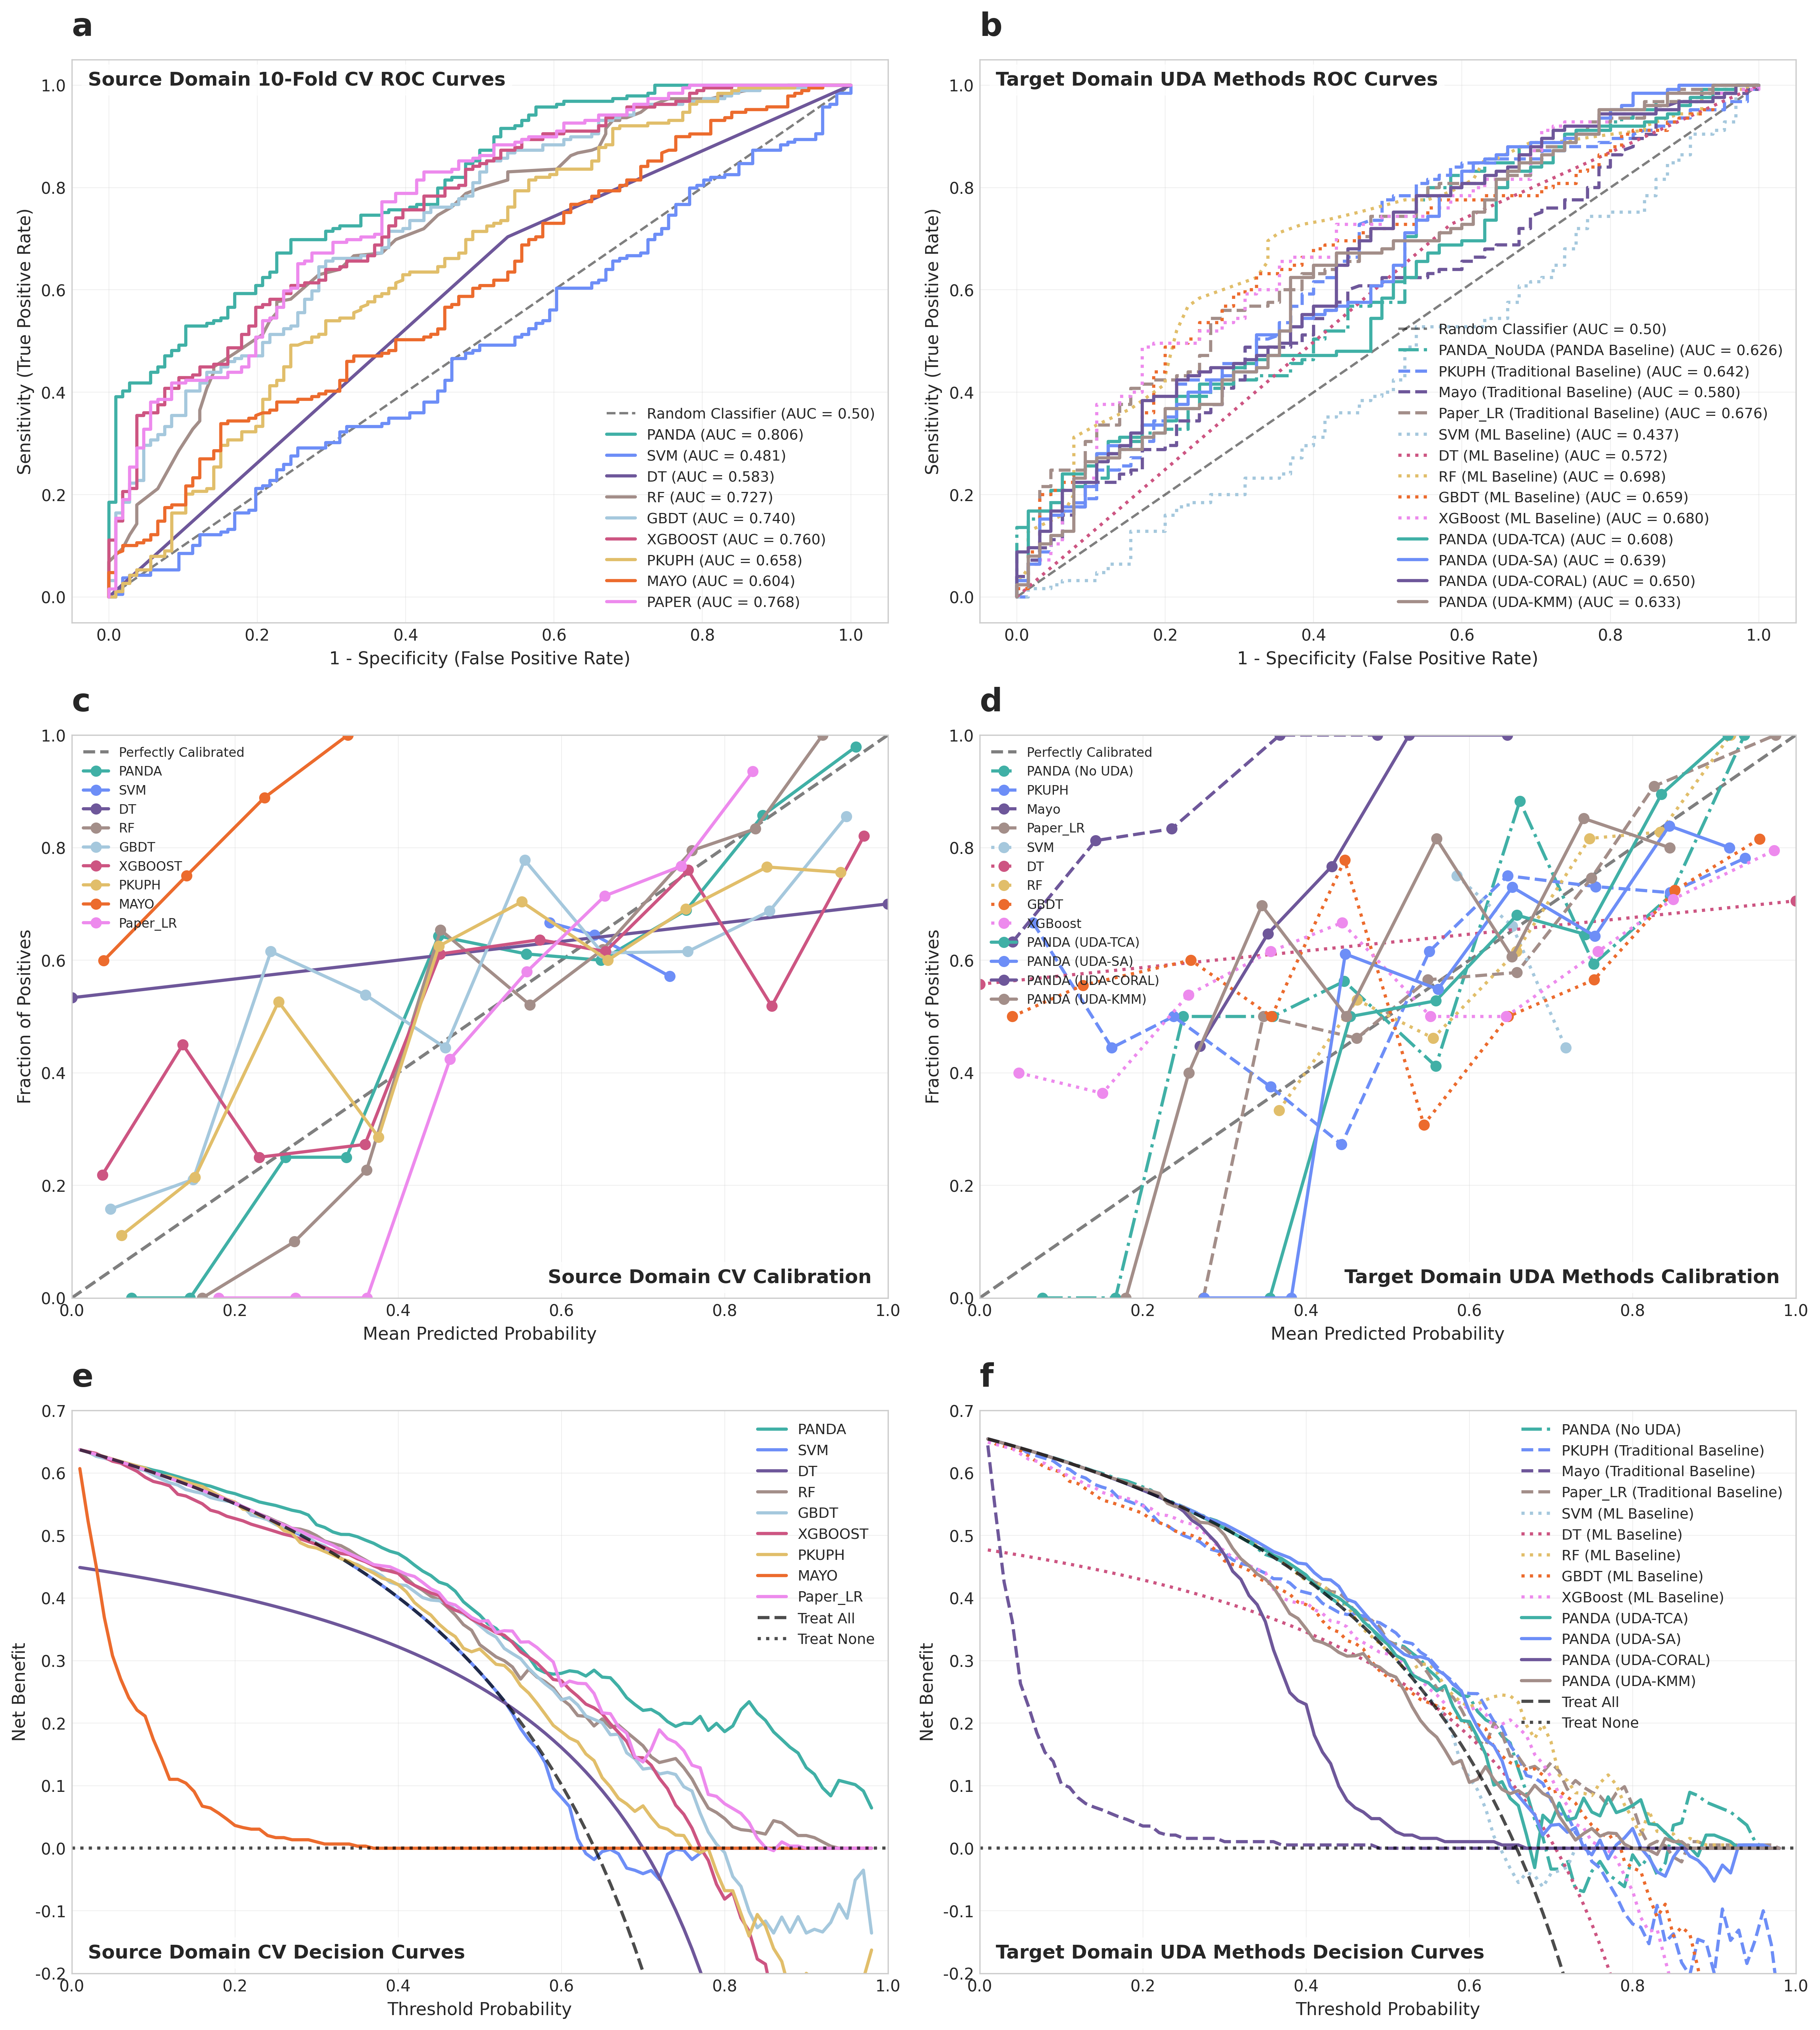 a
Source Domain 10-Fold CV ROC Curves
1.0
0.8
0.6
0.4
0.2
0.0
Sensitivity (True Positive Rate)
Random Classifier (AUC = 0.50)
PANDA (AUC = 0.806)
SVM (AUC = 0.481)
DT (AUC = 0.583)
RF (AUC = 0.727)
GBDT (AUC = 0.740)
XGBOOST (AUC = 0.760)
PKUPH (AUC = 0.658)
MAYO (AUC = 0.604)
PAPER (AUC = 0.768)
0.0 0.2 0.4 0.6 0.8 1.0
1 - Specificity (False Positive Rate)
b
Target Domain UDA Methods ROC Curves
1.0
0.8
0.6
0.4
0.2
0.0
Sensitivity (True Positive Rate)
Random Classifier (AUC = 0.50)
PANDA_NoUDA (PANDA Baseline) (AUC = 0.626)
PKUPH (Traditional Baseline) (AUC = 0.642)
Mayo (Traditional Baseline) (AUC = 0.580)
Paper_LR (Traditional Baseline) (AUC = 0.676)
SVM (ML Baseline) (AUC = 0.437)
DT (ML Baseline) (AUC = 0.572)
RF (ML Baseline) (AUC = 0.698)
GBDT (ML Baseline) (AUC = 0.659)
XGBoost (ML Baseline) (AUC = 0.680)
PANDA (UDA-TCA) (AUC = 0.608)
PANDA (UDA-SA) (AUC = 0.639)
PANDA (UDA-CORAL) (AUC = 0.650)
PANDA (UDA-KMM) (AUC = 0.633)
0.0 0.2 0.4 0.6 0.8 1.0
1 - Specificity (False Positive Rate)
c
1.0
0.8
0.6
0.4
0.2
0.0
Fraction of Positives
Perfectly Calibrated
PANDA
SVM
DT
RF
GBDT
XGBOOST
PKUPH
MAYO
Paper_LR
Source Domain CV Calibration
0.0 0.2 0.4 0.6 0.8 1.0
Mean Predicted Probability
d
1.0
0.8
0.6
0.4
0.2
0.0
Fraction of Positives
Perfectly Calibrated
PANDA (No UDA)
PKUPH
Mayo
Paper_LR
SVM
DT
RF
GBDT
XGBoost
PANDA (UDA-TCA)
PANDA (UDA-SA)
PANDA (UDA-CORAL)
PANDA (UDA-KMM)
Target Domain UDA Methods Calibration
0.0 0.2 0.4 0.6 0.8 1.0
Mean Predicted Probability
e
0.7
0.6
0.5
0.4
0.3
0.2
0.1
0.0
-0.1
-0.2
Net Benefit
PANDA
SVM
DT
RF
GBDT
XGBOOST
PKUPH
MAYO
Paper_LR
Treat All
Treat None
Source Domain CV Decision Curves
0.0 0.2 0.4 0.6 0.8 1.0
Threshold Probability
f
0.7
0.6
0.5
0.4
0.3
0.2
0.1
0.0
-0.1
-0.2
Net Benefit
PANDA (No UDA)
PKUPH (Traditional Baseline)
Mayo (Traditional Baseline)
Paper_LR (Traditional Baseline)
SVM (ML Baseline)
DT (ML Baseline)
RF (ML Baseline)
GBDT (ML Baseline)
XGBoost (ML Baseline)
PANDA (UDA-TCA)
PANDA (UDA-SA)
PANDA (UDA-CORAL)
PANDA (UDA-KMM)
Treat All
Treat None
Target Domain UDA Methods Decision Curves
0.0 0.2 0.4 0.6 0.8 1.0
Threshold Probability